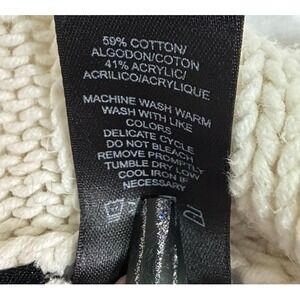 59% COTTON/
ALGODON/COTON
41% ACRYLIC/
ACRILICO/ACRYLIQUE
MACHINE WASH WARM
WASH WITH LIKE
COLORS
DELICATE CYCLE
DO NOT BLEACH
REMOVE PROMPTLY
TUMBLE DRY LOW
COOL IRON IF
NECESSARY